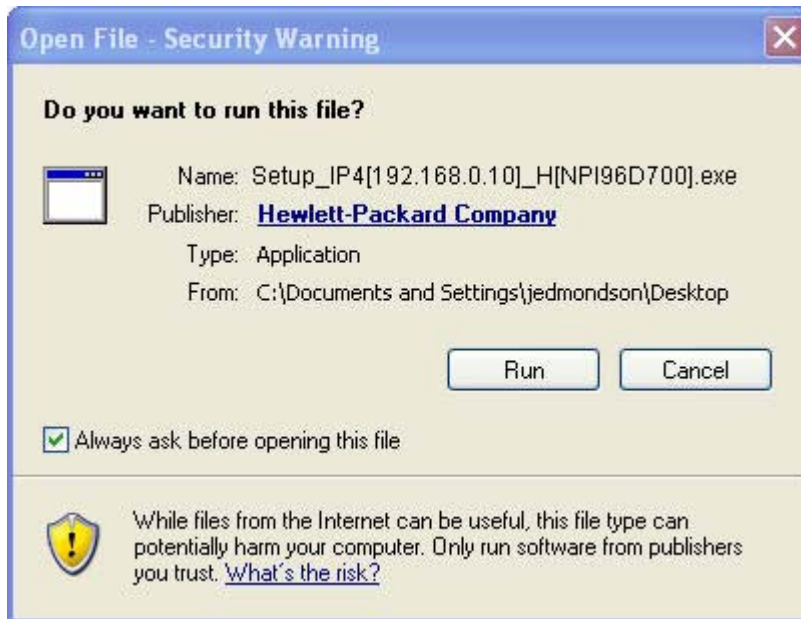 Open File - Security Warning
Do you want to run this file?
Name: Setup_IP4[192.168.0.10]_H[NPI96D700].exe
Publisher: Hewlett-Packard Company
Type: Application
From: C:\Documents and Settings\jedmondson\Desktop
Run Cancel
Always ask before opening this file
While files from the Internet can be useful, this file type can
potentially harm your computer. Only run software from publishers
you trust. What's the risk?